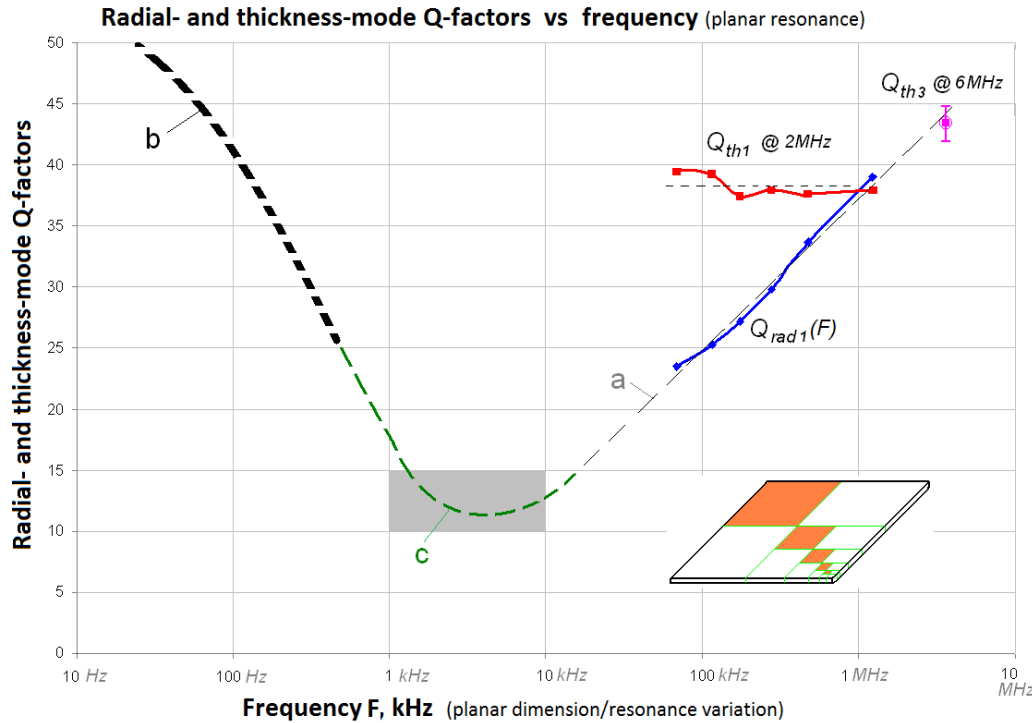 Radial- and thickness-mode Q-factors vs frequency (planar resonance)
Radial- and thickness-mode Q-factors
50
45
40
35
30
25
20
15
10
5
0
b
Qth1 @ 2MHz
Qth3 @ 6MHz
Qrad 1(F)
a
c
10 Hz
100 Hz
1 kHz
10 kHz
100 kHz
1 MHz
10
MHz
Frequency F, kHz (planar dimension/resonance variation)